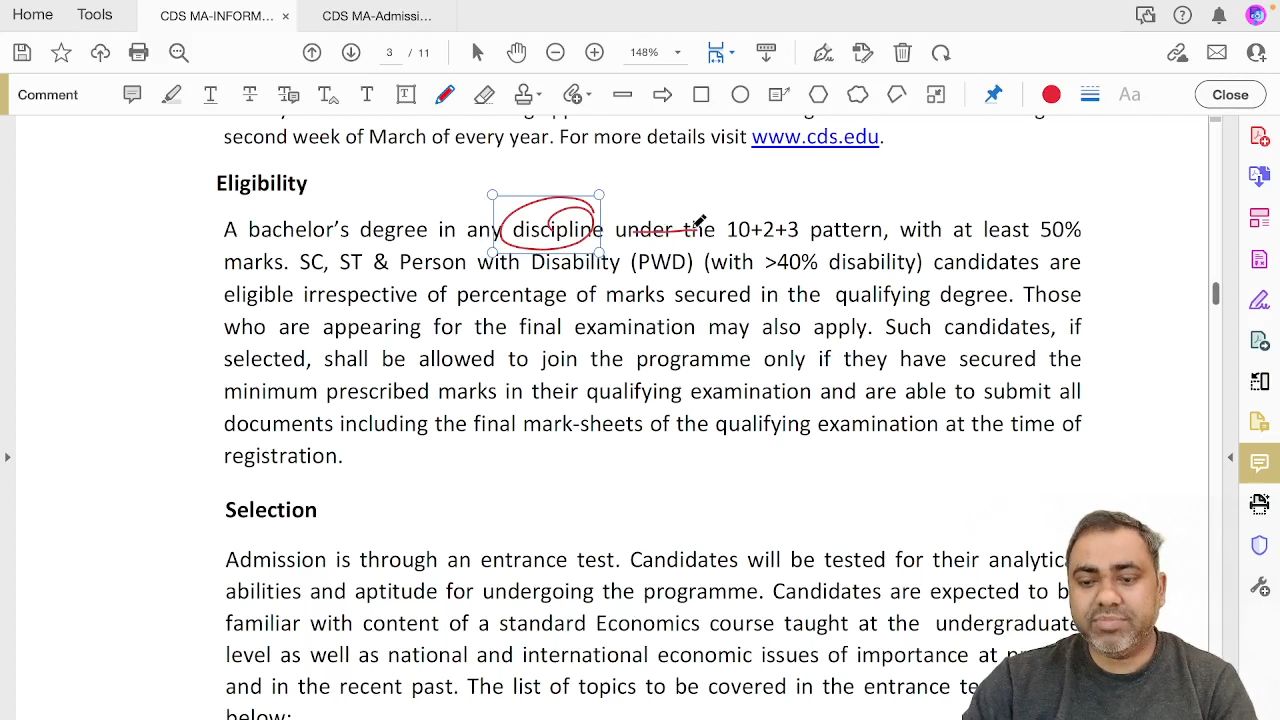 Home Tools CDS MA-INFORM... × CDS MA-Admissi...
3 / 11 148%
Comment Aa Close
second week of March of every year. For more details visit www.cds.edu.
Eligibility
A bachelor's degree in any discipline under the 10+2+3 pattern, with at least 50%
marks. SC, ST & Person with Disability (PWD) (with >40% disability) candidates are
eligible irrespective of percentage of marks secured in the qualifying degree. Those
who are appearing for the final examination may also apply. Such candidates, if
selected, shall be allowed to join the programme only if they have secured the
minimum prescribed marks in their qualifying examination and are able to submit all
documents including the final mark-sheets of the qualifying examination at the time of
registration.
Selection
Admission is through an entrance test. Candidates will be tested for their analytic
abilities and aptitude for undergoing the programme. Candidates are expected to b
familiar with content of a standard Economics course taught at the undergraduate
level as well as national and international economic issues of importance at
and in the recent past. The list of topics to be covered in the entrance
below: